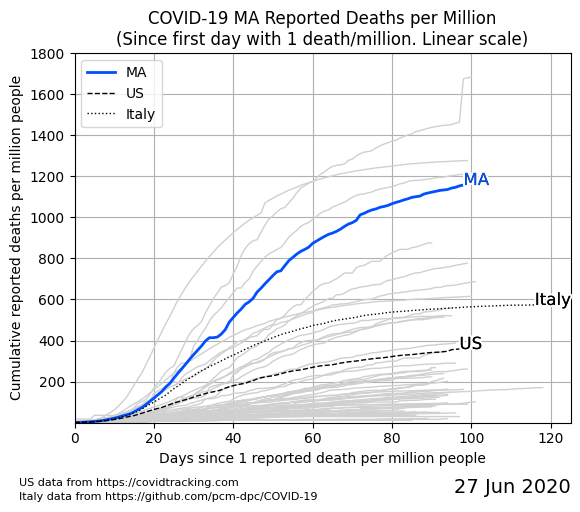 COVID-19 MA Reported Deaths per Million
(Since first day with 1 death/million. Linear scale)
Cumulative reported deaths per million people
1800
1600
1400
1200
1000
800
600
400
200
MA
US
Italy
MA
Italy
US
0 20 40 60 80 100 120
Days since 1 reported death per million people
US data from https://covidtracking.com
Italy data from https://github.com/pcm-dpc/COVID-19
27 Jun 2020